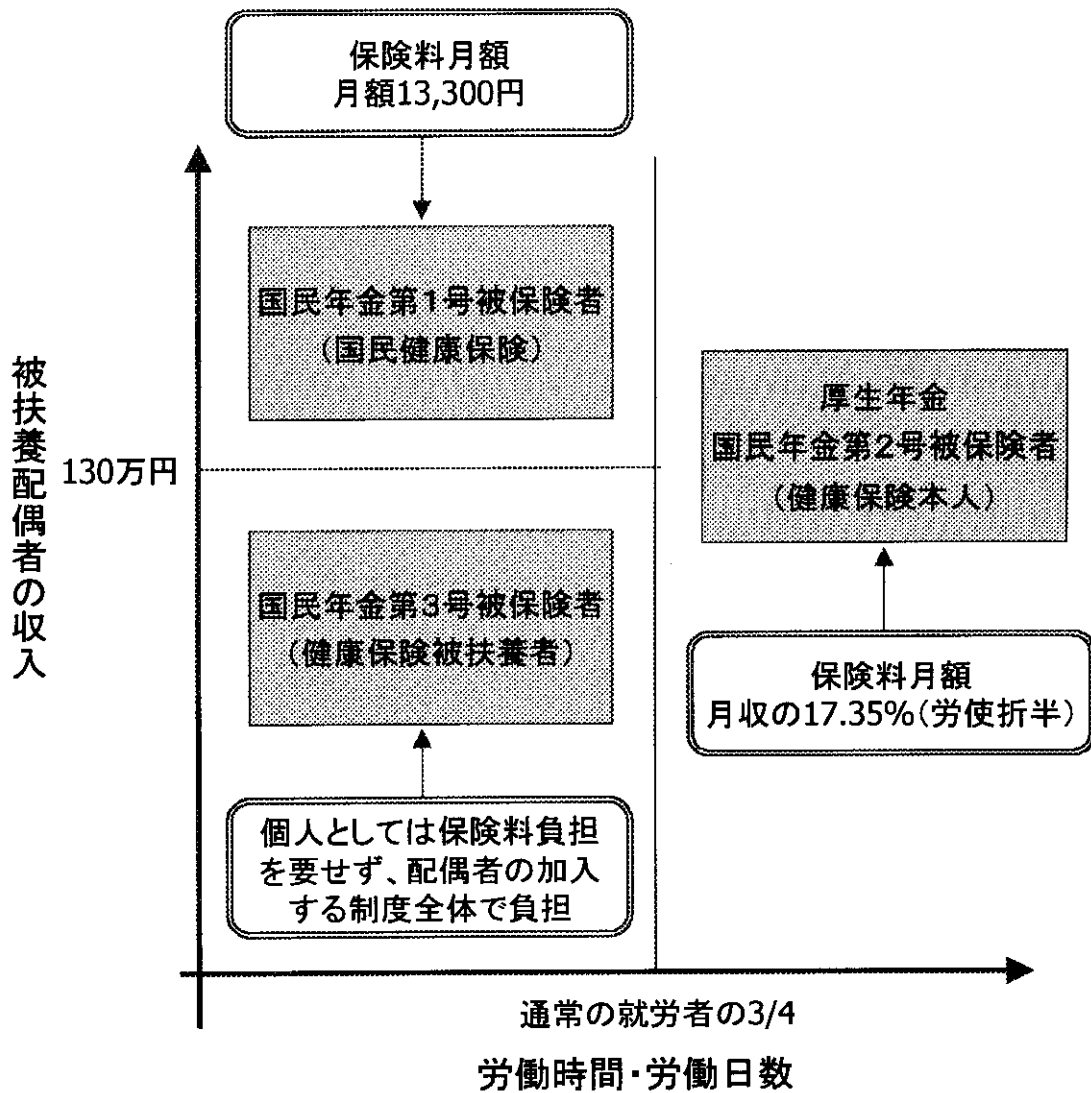 保険料月額
月額13,300円
国民年金第1号被保険者
(国民健康保険)
被扶養配偶者の収入
130万円
厚生年金
国民年金第2号被保険者
(健康保険本人)
国民年金第3号被保険者
(健康保険被扶養者)
保険料月額
月収の17.35%(労使折半)
個人としては保険料負担
を要せず、配偶者の加入
する制度全体で負担
通常の就労者の3/4
労働時間・労働日数